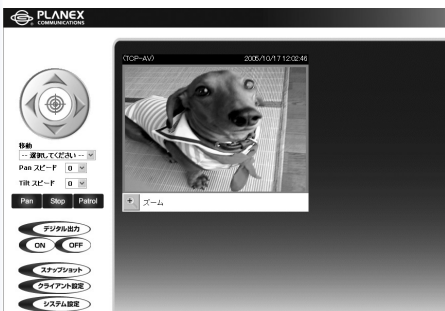 PLANEX
COMMUNICATIONS
(TCP-AV) 2005/10/17 12:02:46
移動
-- 選択してください --
Pan スピード 0
Tilt スピード 0
Pan Stop Patrol
ズーム
デジタル出力
ON OFF
スナップショット
クライアント設定
システム設定